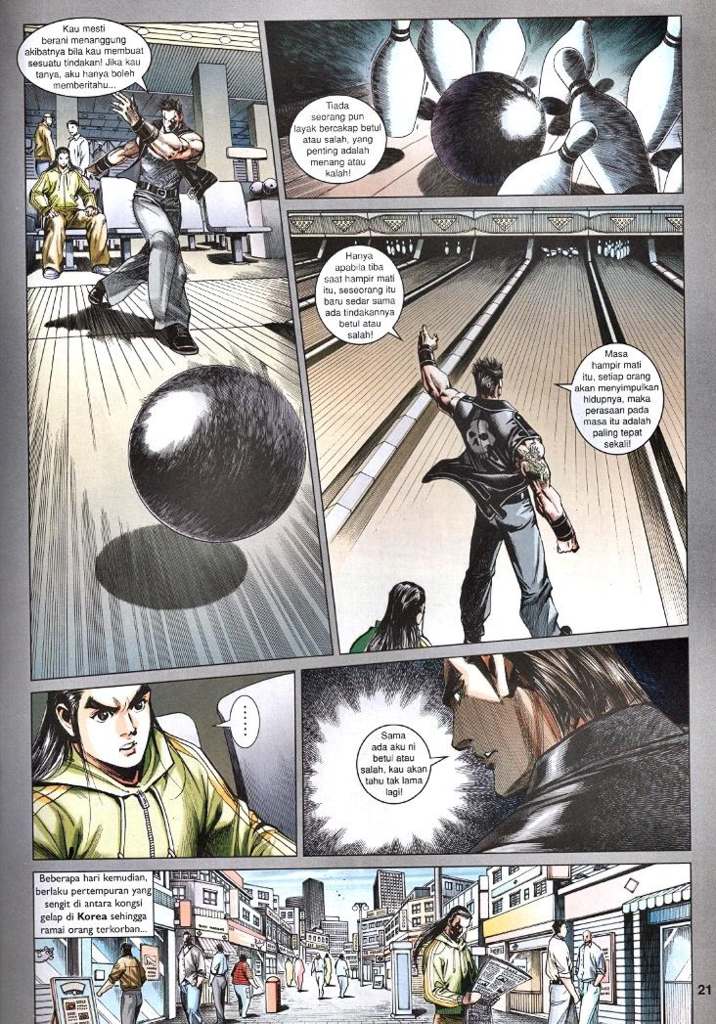 Kau mesti
berani menanggung
akibatnya bila kau membuat
sesuatu tindakan! Jika kau
tanya, aku hanya boleh
memberitahu...
Tiada
seorang pun
layak bercakap betul
atau salah, yang
penting adalah
menang atau
kalah!
Hanya
apabila tiba
saat hampir mati
itu, seseorang itu
baru sedar sama
ada tindakannya
betul atau
salah!
Masa
hampir mati
itu, setiap orang
akan menyimpulkan
hidupnya, maka
perasaan pada
masa itu adalah
paling tepat
sekali!
......
Sama
ada aku ni
betul atau
salah, kau akan
tahu tak lama
lagi!
Beberapa hari kemudian,
berlaku pertempuran yang
sengit di antara kongsi
gelap di Korea sehingga
ramai orang terkorban...
21